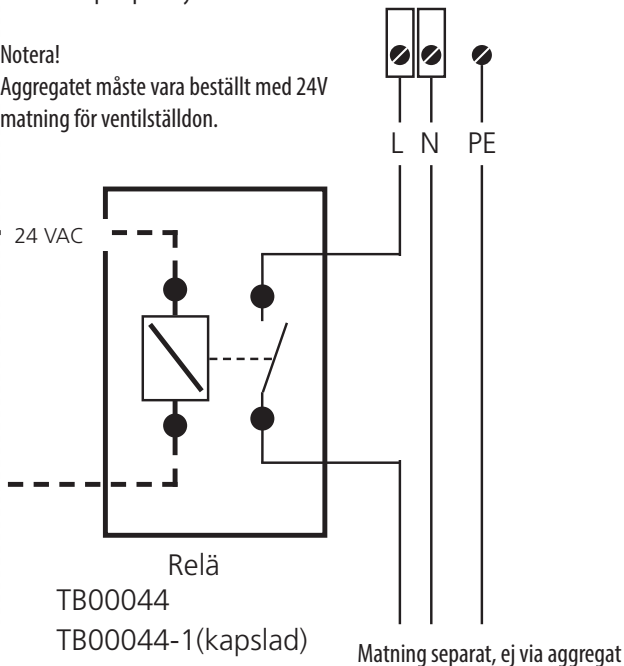 Notera!
Aggregatet måste vara beställt med 24V
matning för ventilställdon.
L N PE
24 VAC
Relä
TB00044
TB00044-1(kapslad)
Matning separat, ej via aggregat